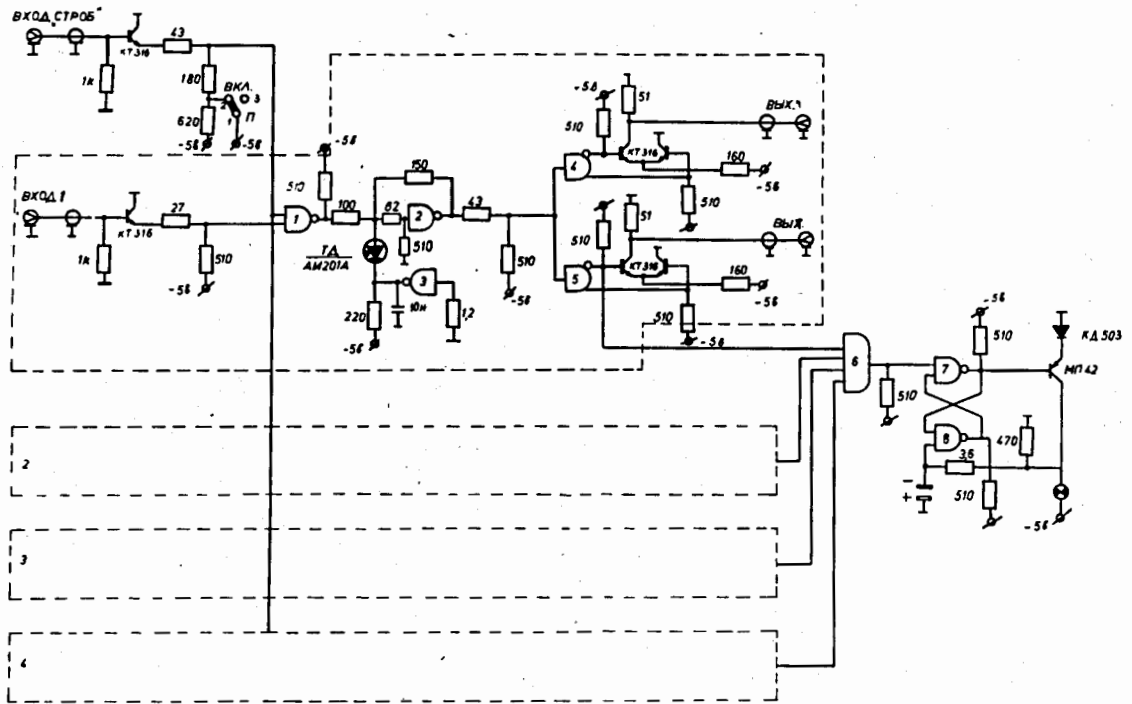 ВХОД „СТРОБ"
КТ316
43
1к
180
ВКЛ.
2
3
1
П
620
-5в
-5в
-5в
ВХОД 1
КТ316
27
1к
510
-5в
510
1
100
150
82
2
510
43
ТД
АИ201А
3
220
10н
1,2
-5в
510
-5в
-5в
510
51
4
КТ316
160
-5в
510
ВЫХ.
510
51
5
КТ316
160
-5в
510
-5в
ВЫХ.
6
510
7
-5в
510
КД503
МП42
8
470
3,6
510
-
+
-5в
2
3
4